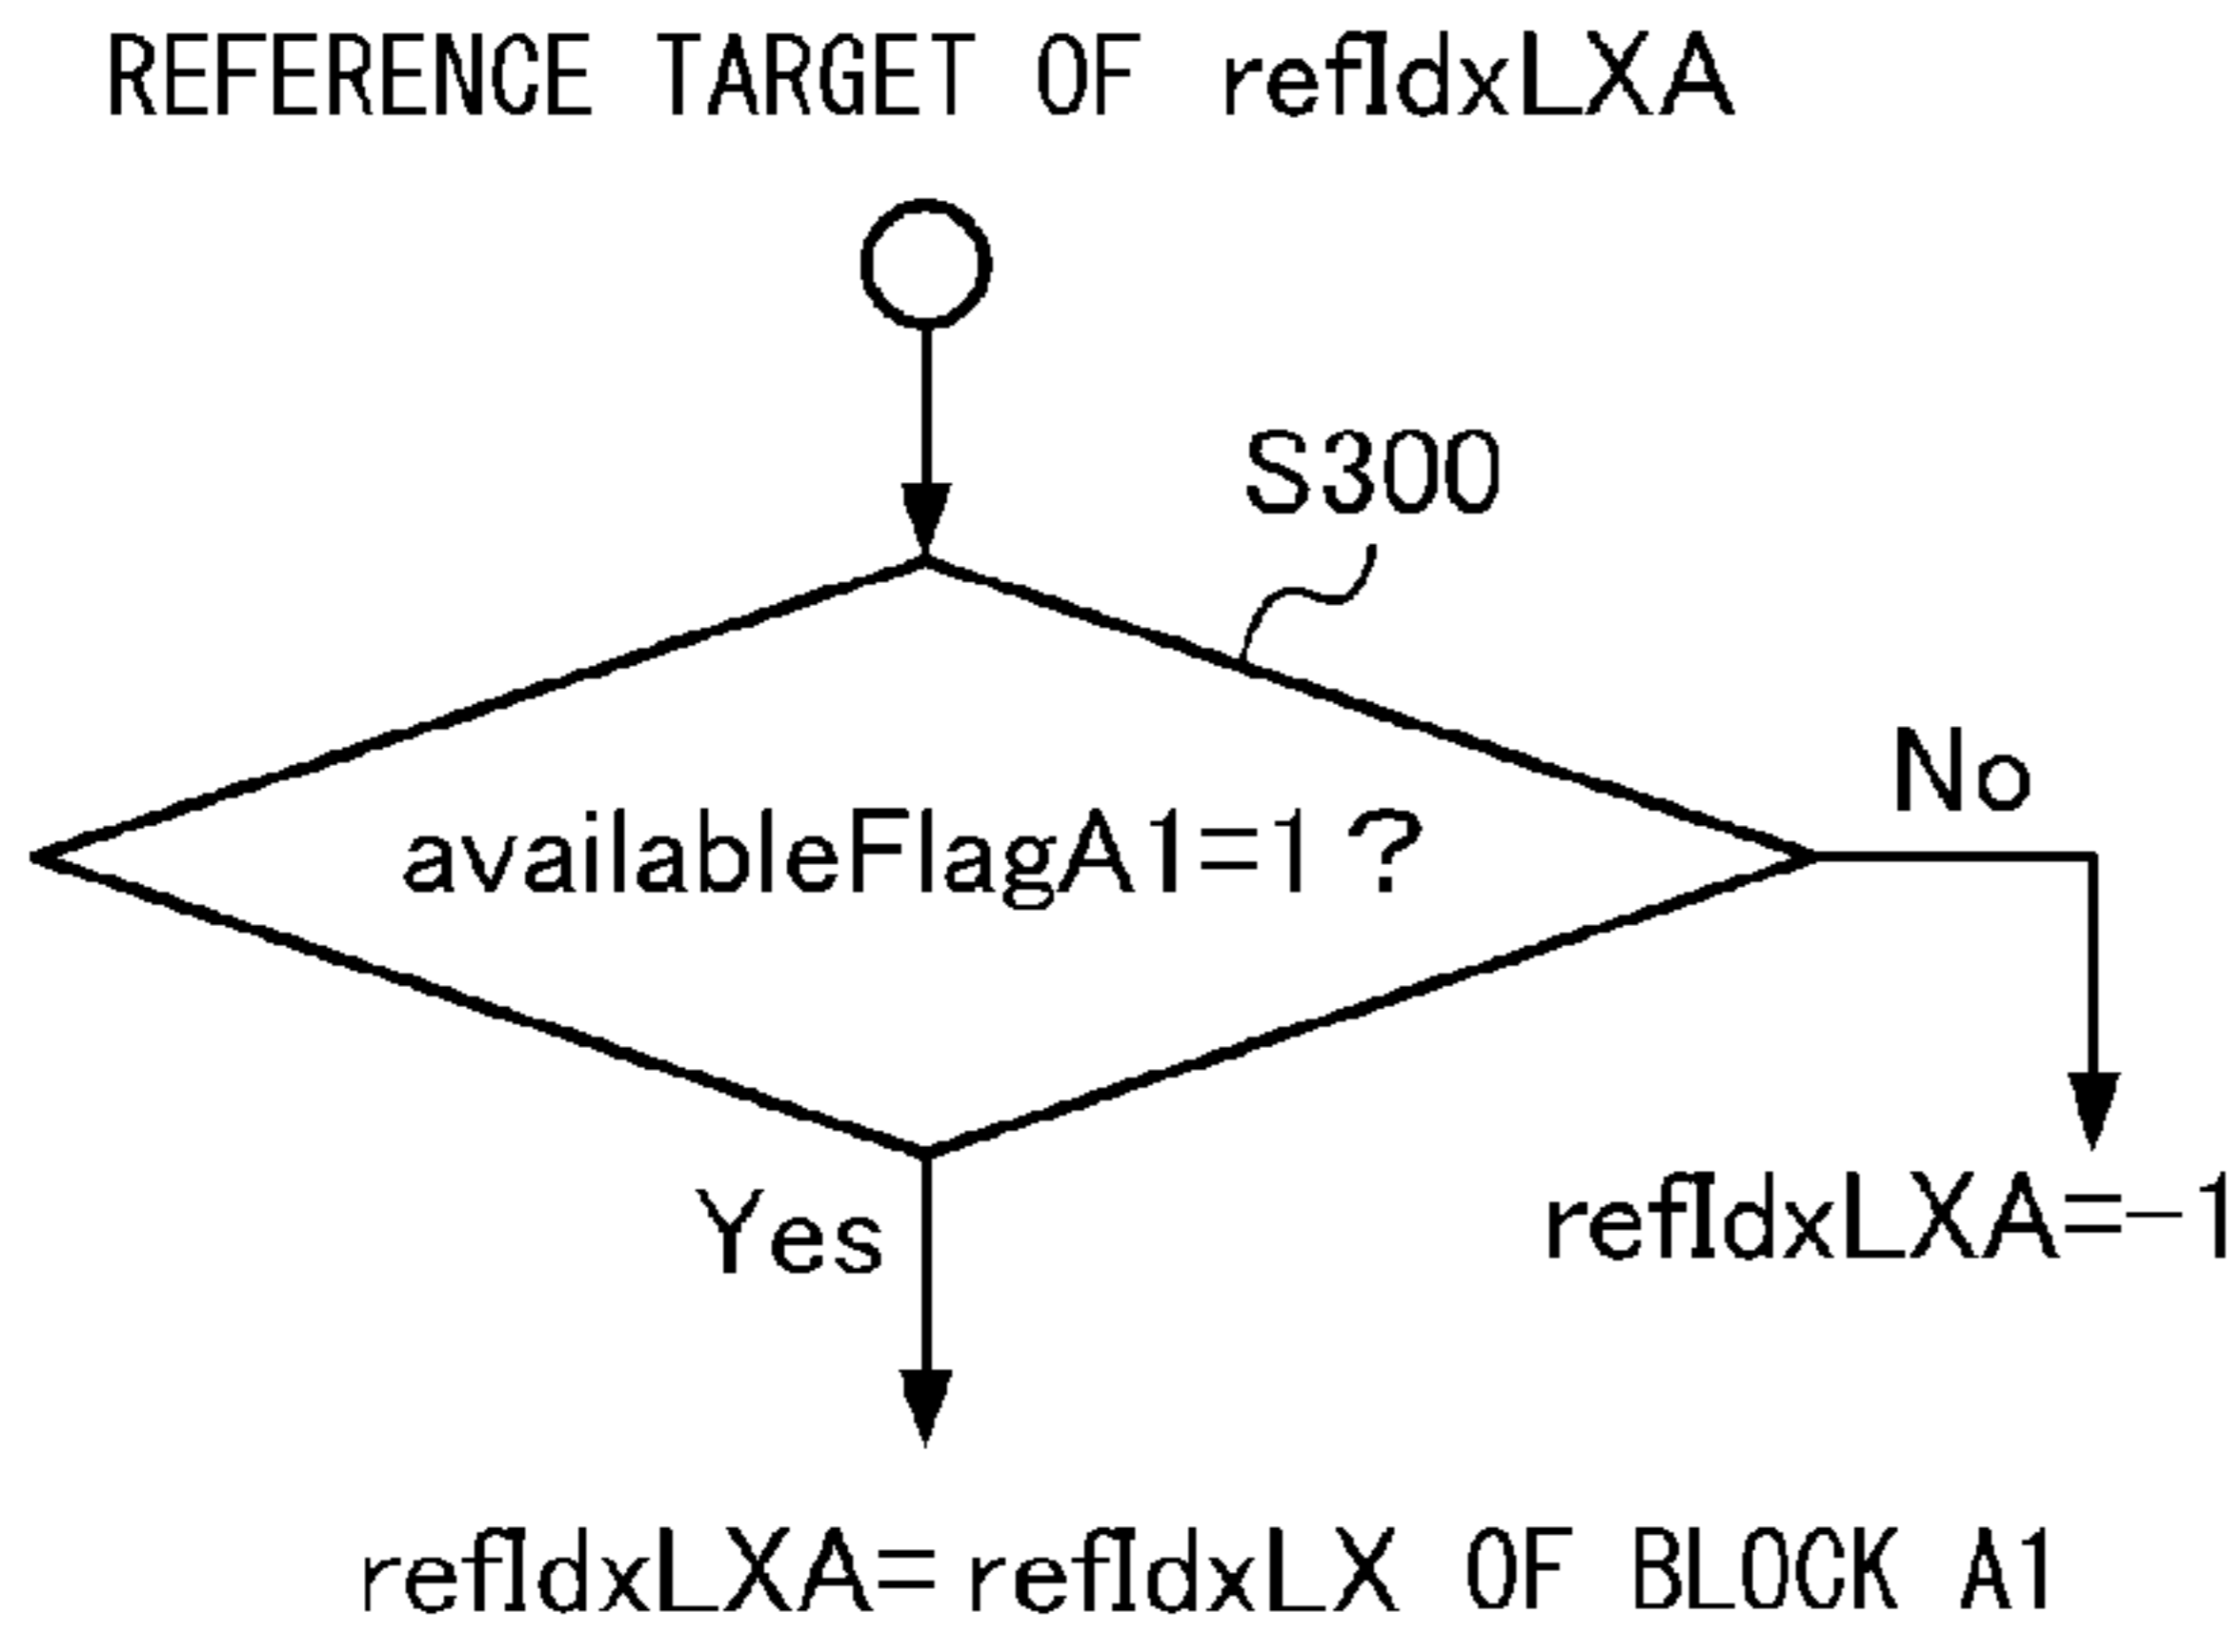 REFERENCE TARGET OF refIdxLXA
S300
availableFlagA1=1?
No
Yes
refIdxLXA=-1
refIdxLXA=refIdxLX OF BLOCK A1